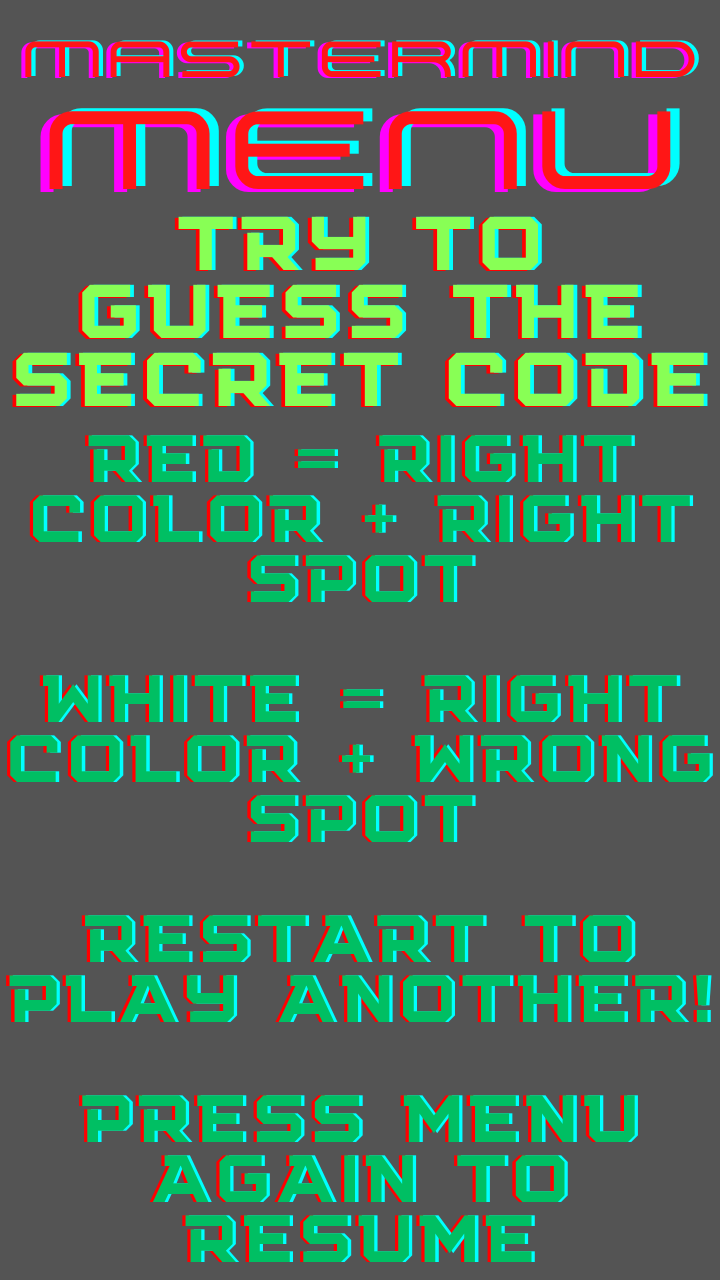 MASTERMIND
MENU
TRY TO
GUESS THE
SECRET CODE
RED = RIGHT
COLOR + RIGHT
SPOT
WHITE = RIGHT
COLOR + WRONG
SPOT
RESTART TO
PLAY ANOTHER!
PRESS MENU
AGAIN TO
RESUME